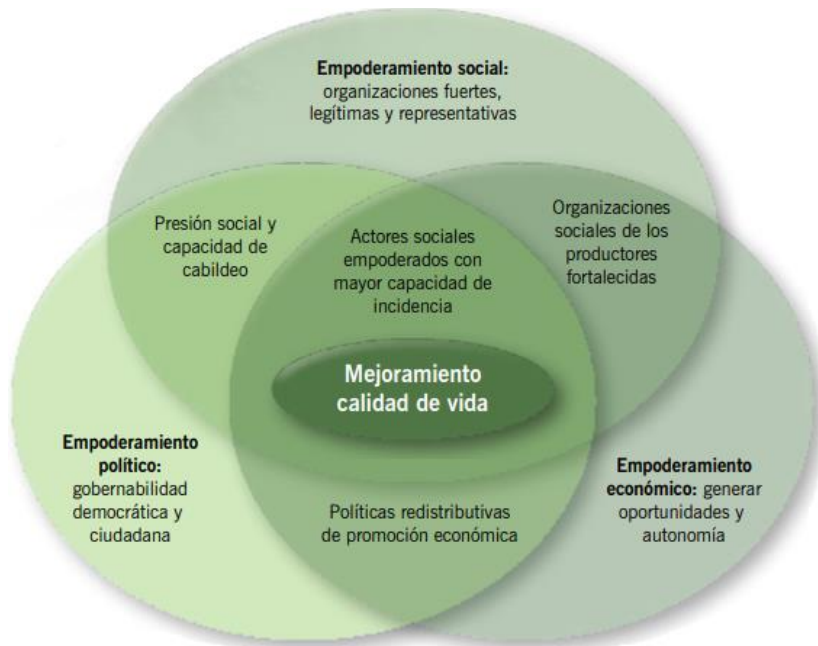 Empoderamiento social:
organizaciones fuertes,
legítimas y representativas
Presión social y
capacidad de
cabildeo
Actores sociales
empoderados con
mayor capacidad de
incidencia
Organizaciones
sociales de los
productores
fortalecidas
Mejoramiento
calidad de vida
Empoderamiento
político:
gobernabilidad
democrática y
ciudadana
Políticas redistributivas
de promoción económica
Empoderamiento
económico: generar
oportunidades y
autonomía